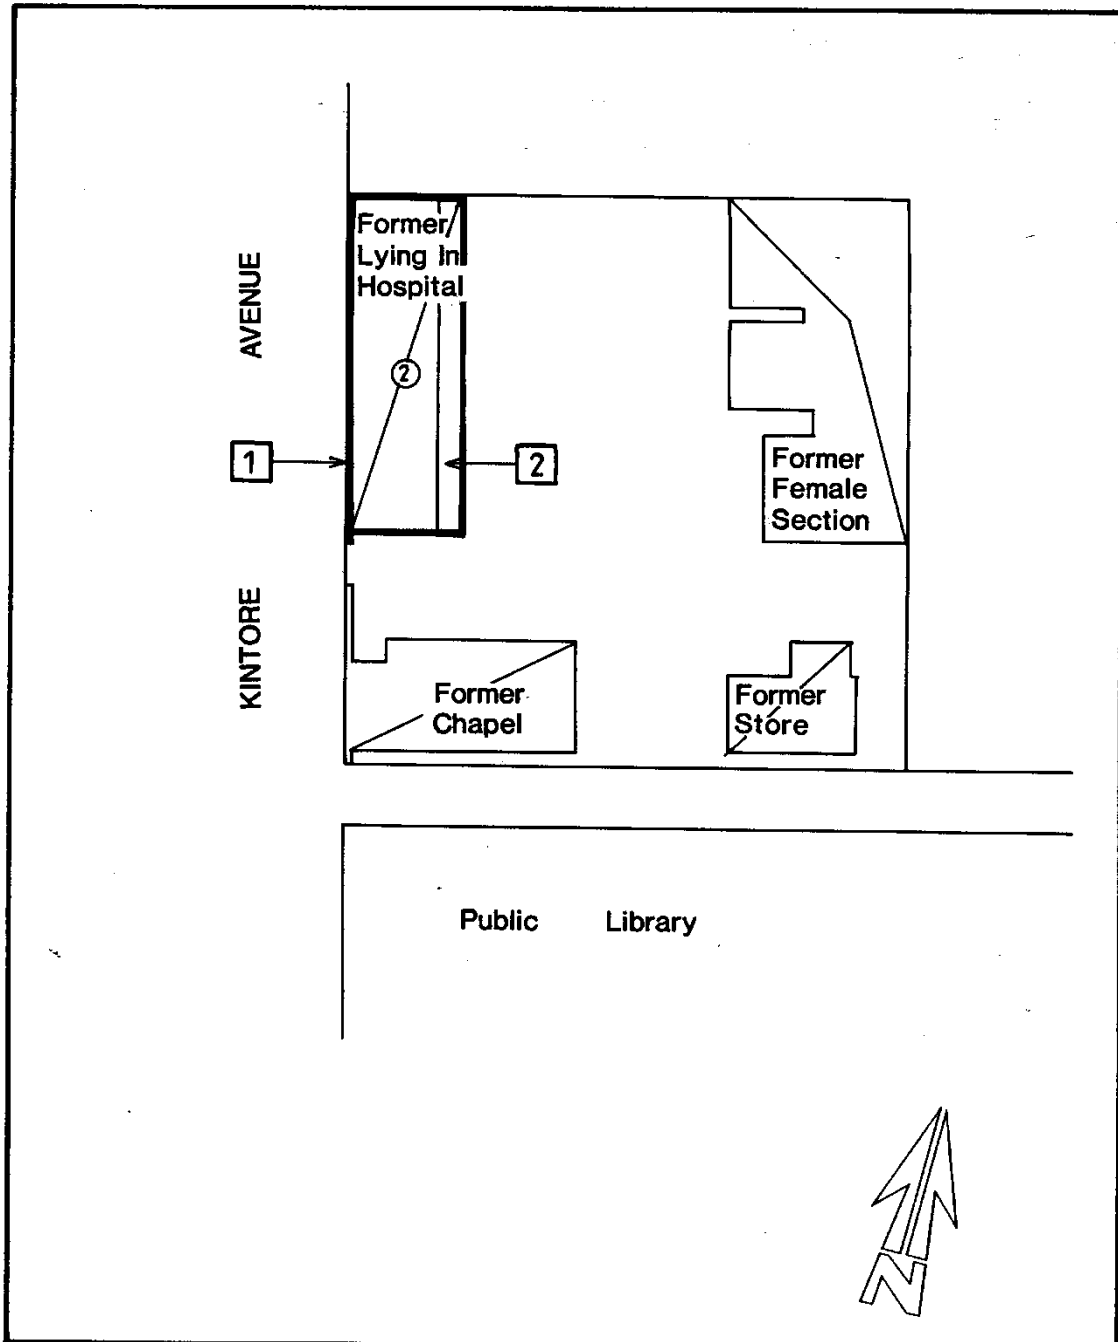 Former
Lying In
Hospital
AVENUE
2
1
2
Former
Female
Section
KINTORE
Former
Chapel
Former
Store
Public Library
N